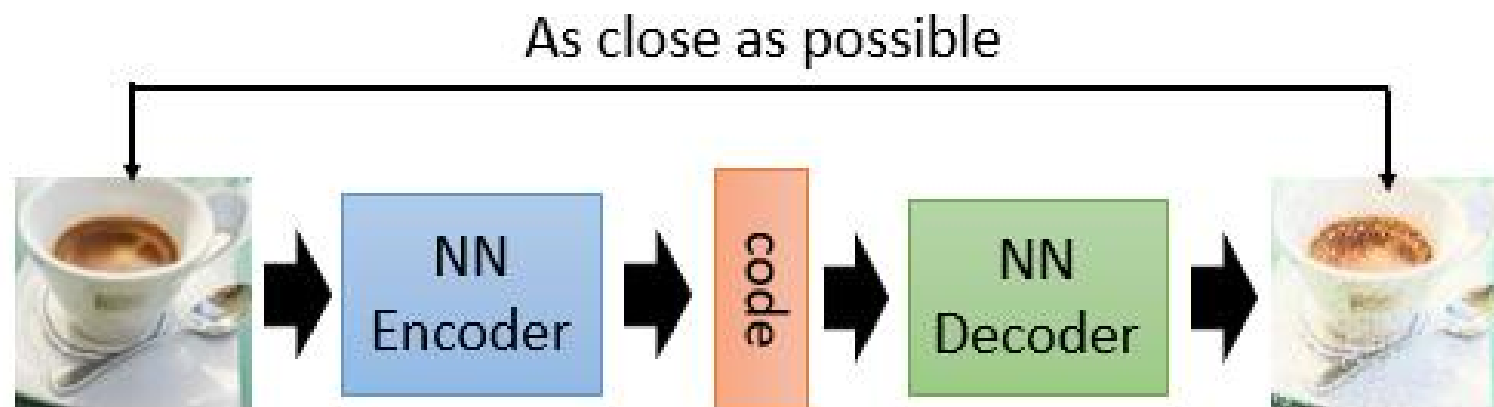 As close as possible
NN
Encoder
code
NN
Decoder